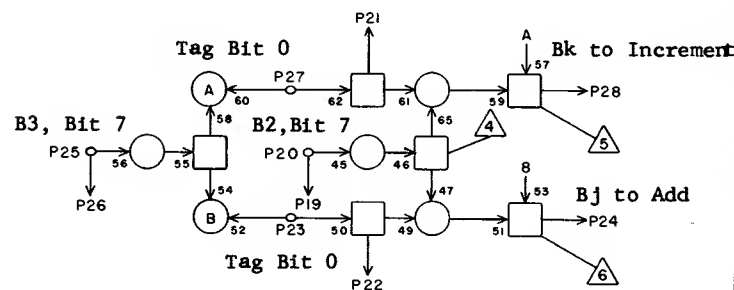 P21
Tag Bit 0
A
Bk to Increment
P27
57
A
60
62
61
59
P28
58
65
B3, Bit 7
B2, Bit 7
4
5
P25
56
55
P20
45
46
54
47
8
53
Bj to Add
P26
P19
B
52
P23
50
49
51
P24
Tag Bit 0
P22
6